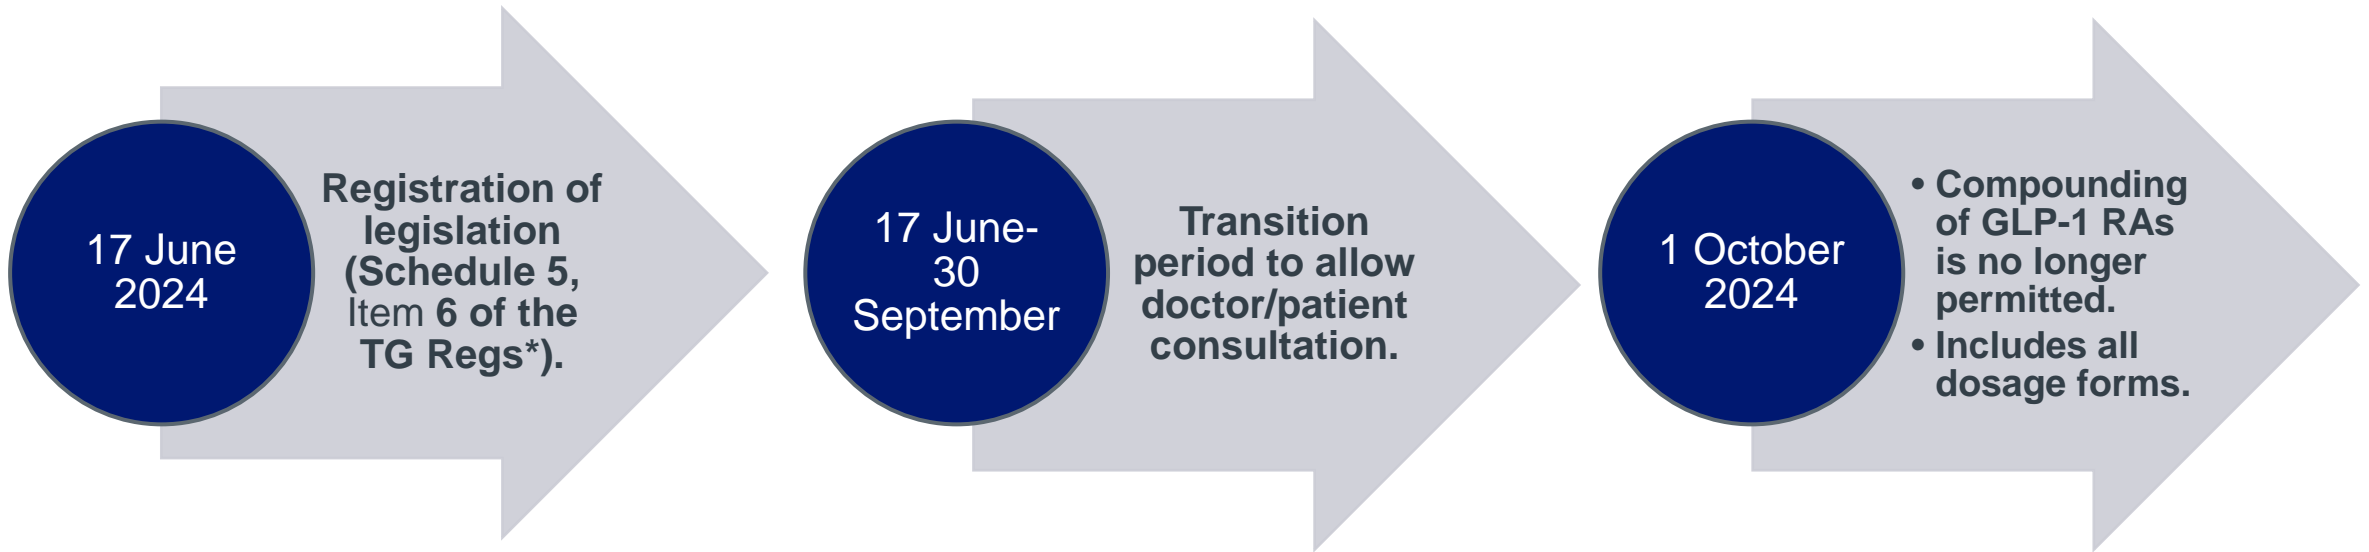 17 June
2024
Registration of
legislation
(Schedule 5,
Item 6 of the
TG Regs*).
17 June-
30
September
Transition
period to allow
doctor/patient
consultation.
1 October
2024
• Compounding
of GLP-1 RAs
is no longer
permitted.
• Includes all
dosage forms.